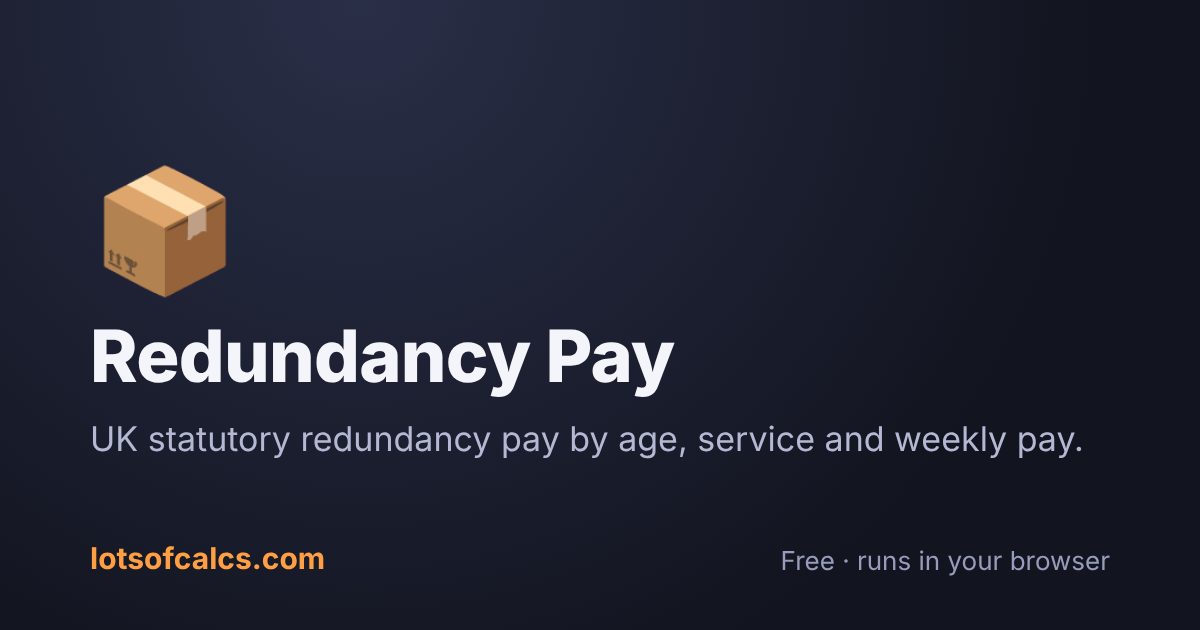 Redundancy Pay
UK statutory redundancy pay by age, service and weekly pay.
lotsofcalcs.com
Free · runs in your browser